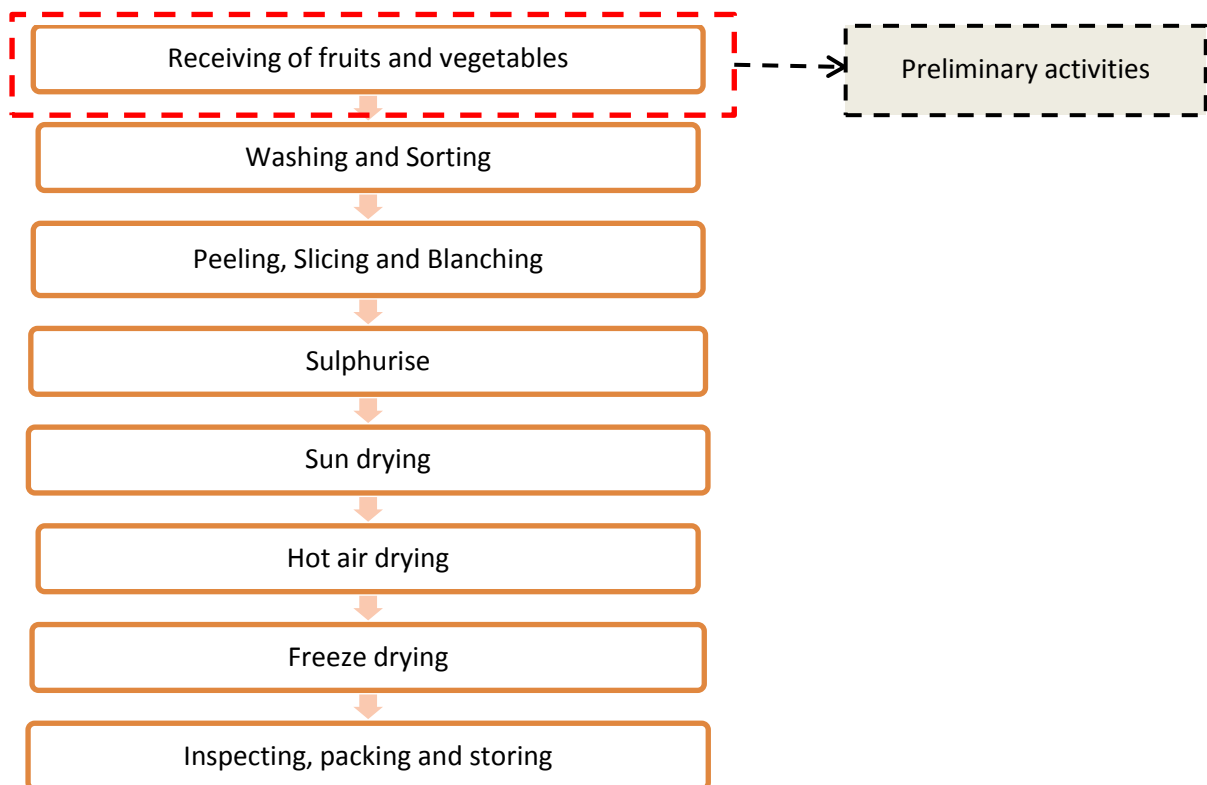 Receiving of fruits and vegetables
Preliminary activities
Washing and Sorting
Peeling, Slicing and Blanching
Sulphurise
Sun drying
Hot air drying
Freeze drying
Inspecting, packing and storing